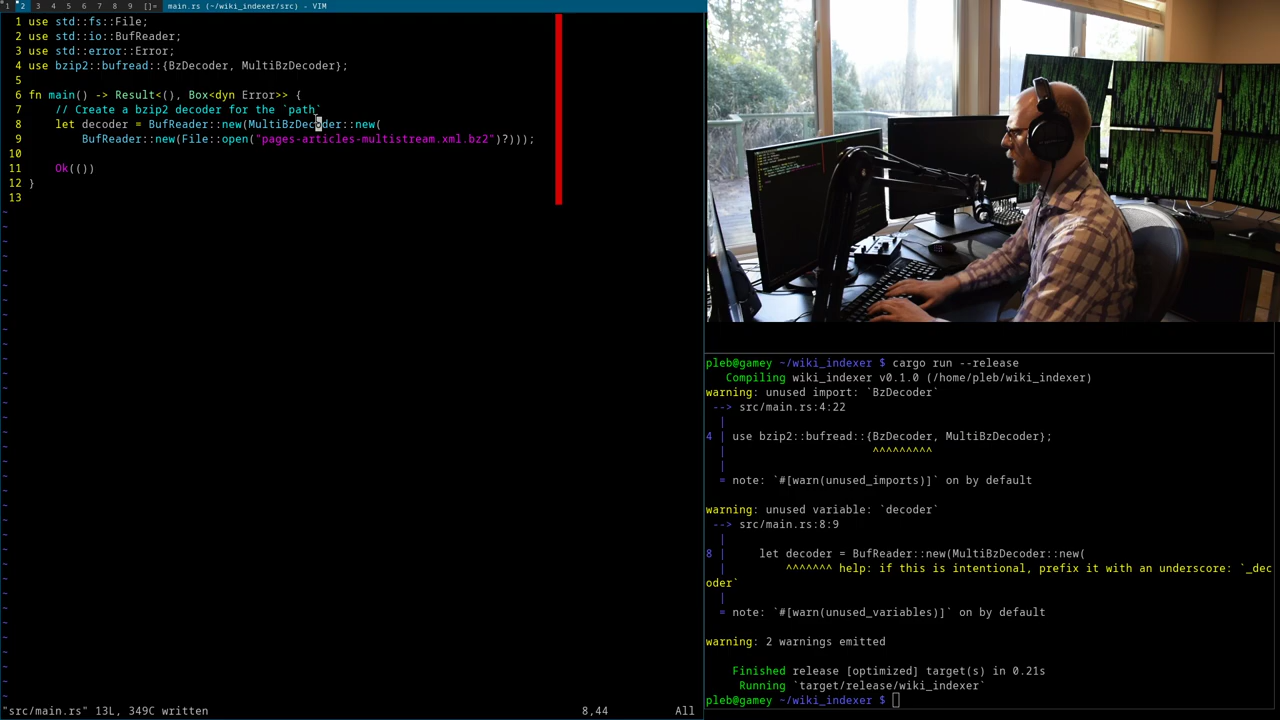 1 2 3 4 5 6 7 8 9 []= main.rs (~/wiki_indexer/src) - VIM
1 use std::fs::File;
2 use std::io::BufReader;
3 use std::error::Error;
4 use bzip2::bufread::{BzDecoder, MultiBzDecoder};
5
6 fn main() -> Result<(), Box<dyn Error>> {
7     // Create a bzip2 decoder for the `path`
8     let decoder = BufReader::new(MultiBzDecoder::new(
9         BufReader::new(File::open("pages-articles-multistream.xml.bz2")?)));
10
11     Ok(())
12 }
13
~
"src/main.rs" 13L, 349C written 8,44 All
pleb@gamey ~/wiki_indexer $ cargo run --release
   Compiling wiki_indexer v0.1.0 (/home/pleb/wiki_indexer)
warning: unused import: `BzDecoder`
 --> src/main.rs:4:22
  |
4 | use bzip2::bufread::{BzDecoder, MultiBzDecoder};
  |                      ^^^^^^^^^
  |
  = note: `#[warn(unused_imports)]` on by default
warning: unused variable: `decoder`
 --> src/main.rs:8:9
  |
8 |     let decoder = BufReader::new(MultiBzDecoder::new(
  |         ^^^^^^^ help: if this is intentional, prefix it with an underscore: `_dec
oder`
  |
  = note: `#[warn(unused_variables)]` on by default
warning: 2 warnings emitted
    Finished release [optimized] target(s) in 0.21s
     Running `target/release/wiki_indexer`
pleb@gamey ~/wiki_indexer $